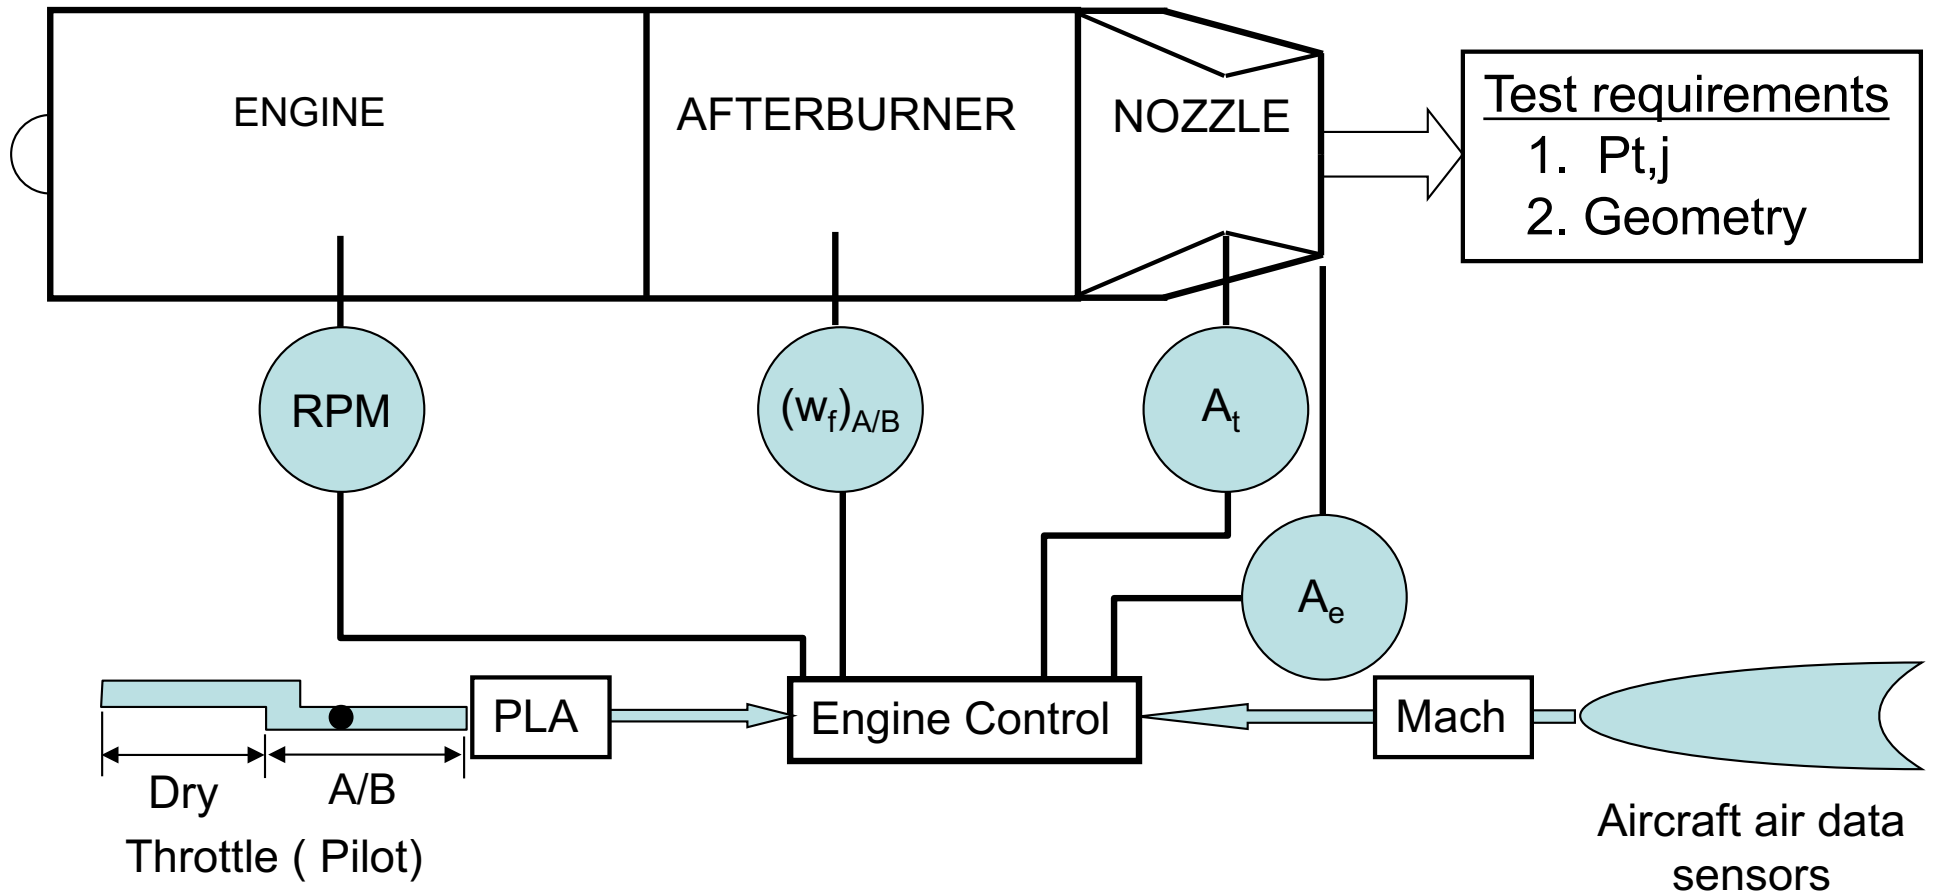 ENGINE
AFTERBURNER
NOZZLE
Test requirements
1. Pt,j
2. Geometry
RPM
(wf)A/B
At
Ae
PLA
Engine Control
Mach
Dry
A/B
Throttle ( Pilot)
Aircraft air data
sensors